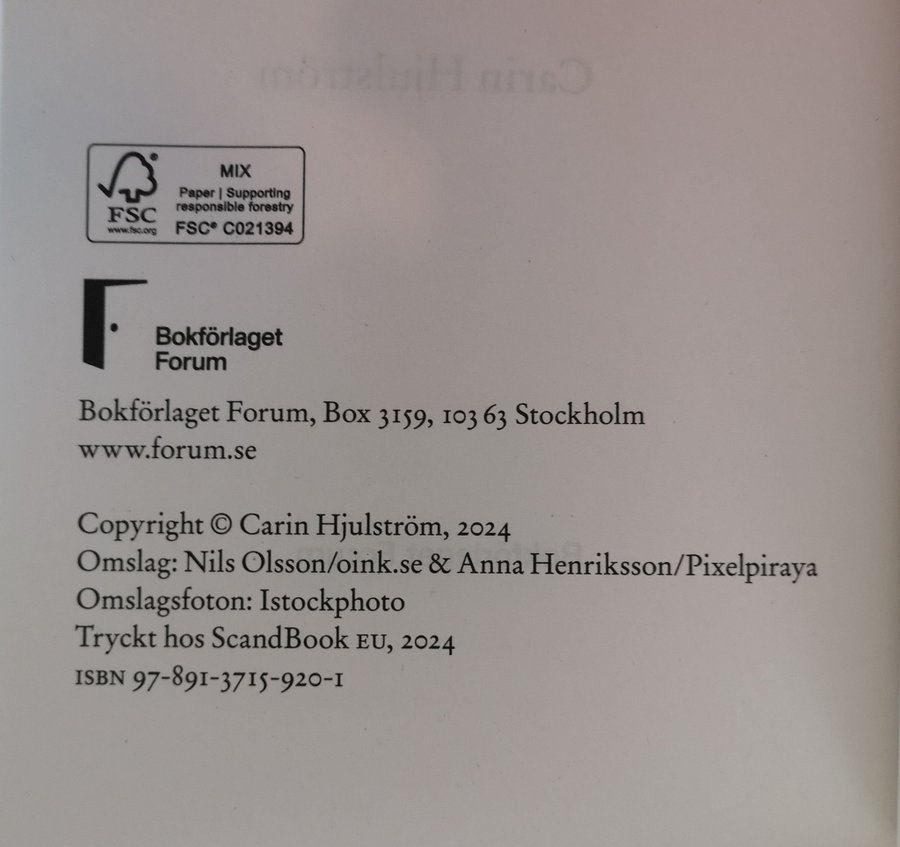 Carin Hjulström
MIX
Paper | Supporting
responsible forestry
FSC® C021394
FSC
www.fsc.org
Bokförlaget
Forum
Bokförlaget Forum, Box 3159, 103 63 Stockholm
www.forum.se
Copyright © Carin Hjulström, 2024
Omslag: Nils Olsson/oink.se & Anna Henriksson/Pixelpiraya
Omslagsfoton: Istockphoto
Tryckt hos ScandBook EU, 2024
ISBN 97-891-3715-920-1